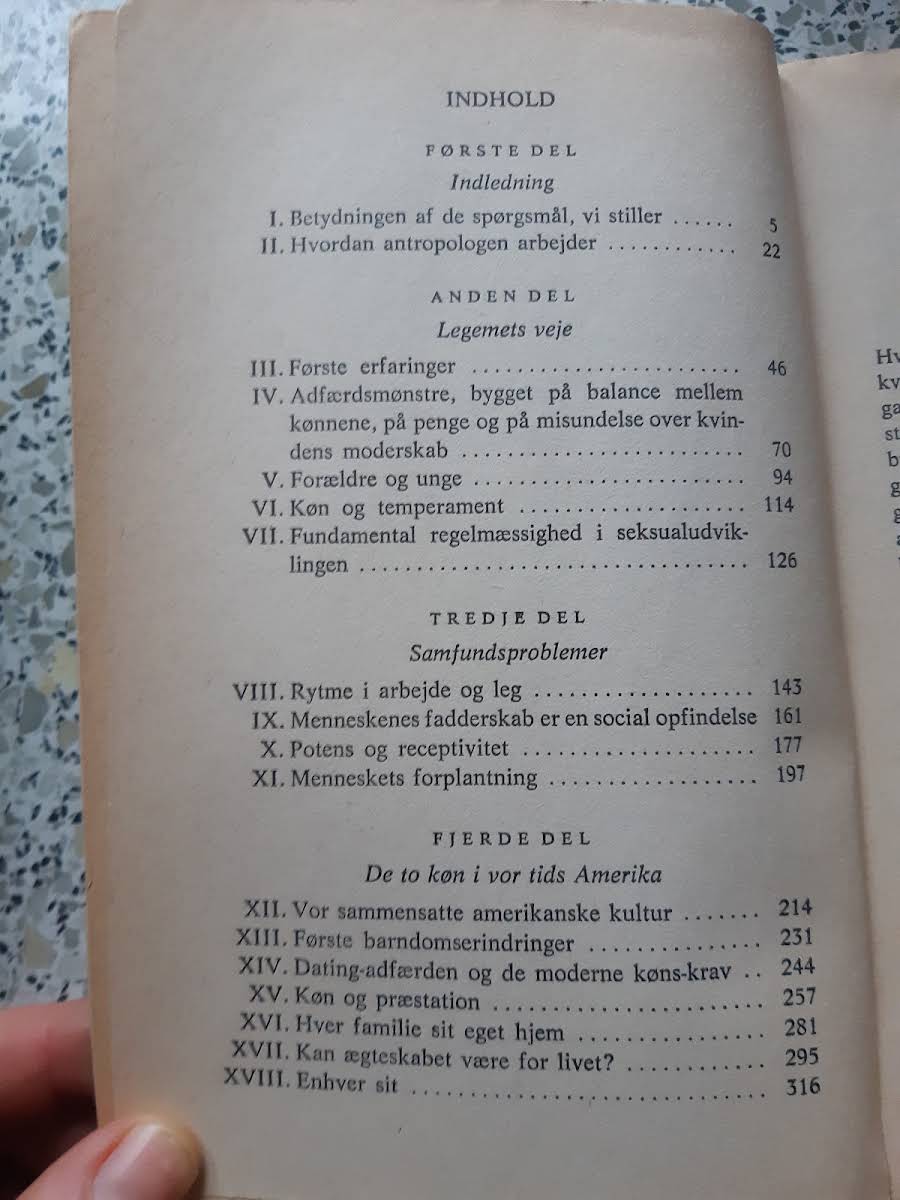 INDHOLD
FØRSTE DEL
Indledning
I. Betydningen af de spørgsmål, vi stiller ...... 5
II. Hvordan antropologen arbejder ............ 22
ANDEN DEL
Legemets veje
III. Første erfaringer ......................... 46
IV. Adfærdsmønstre, bygget på balance mellem
kønnene, på penge og på misundelse over kvin-
dens moderskab .......................... 70
V. Forældre og unge ......................... 94
VI. Køn og temperament ..................... 114
VII. Fundamental regelmæssighed i seksualudvik-
lingen ................................... 126
TREDJE DEL
Samfundsproblemer
VIII. Rytme i arbejde og leg .................... 143
IX. Menneskenes fadderskab er en social opfindelse 161
X. Potens og receptivitet ..................... 177
XI. Menneskets forplantning .................. 197
FJERDE DEL
De to køn i vor tids Amerika
XII. Vor sammensatte amerikanske kultur ....... 214
XIII. Første barndomserindringer ................ 231
XIV. Dating-adfærden og de moderne køns-krav .. 244
XV. Køn og præstation ........................ 257
XVI. Hver familie sit eget hjem ................. 281
XVII. Kan ægteskabet være for livet? ............. 295
XVIII. Enhver sit ................................ 316